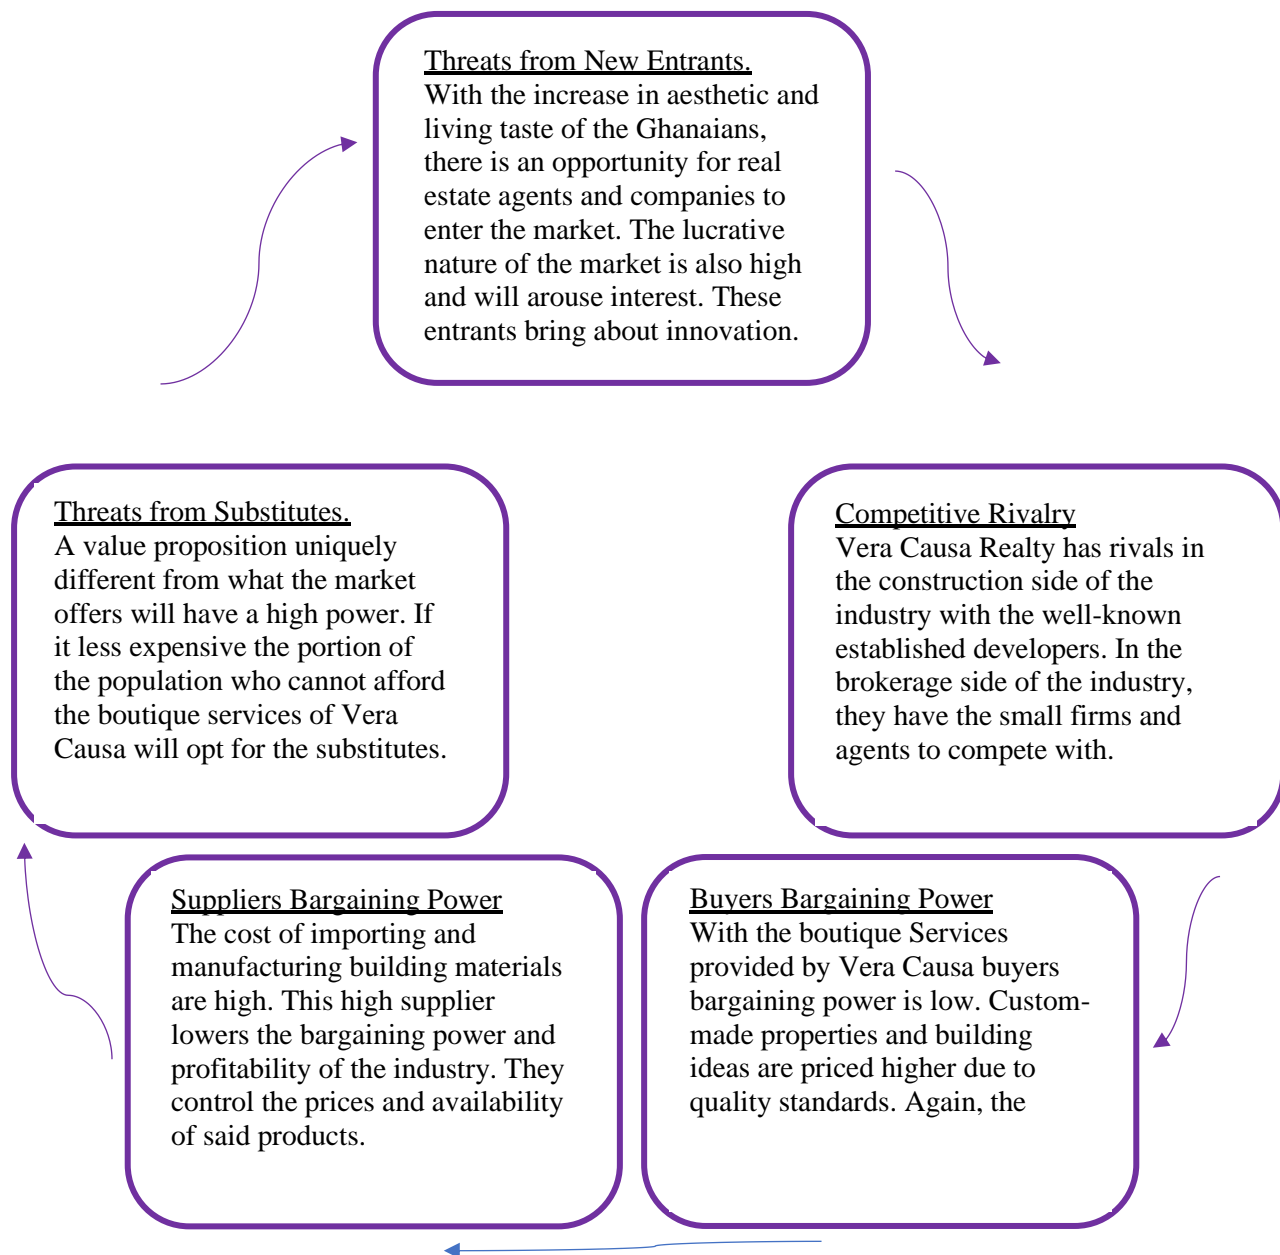 Threats from New Entrants.
With the increase in aesthetic and
living taste of the Ghanaians,
there is an opportunity for real
estate agents and companies to
enter the market. The lucrative
nature of the market is also high
and will arouse interest. These
entrants bring about innovation.
Threats from Substitutes.
A value proposition uniquely
different from what the market
offers will have a high power. If
it less expensive the portion of
the population who cannot afford
the boutique services of Vera
Causa will opt for the substitutes.
Competitive Rivalry
Vera Causa Realty has rivals in
the construction side of the
industry with the well-known
established developers. In the
brokerage side of the industry,
they have the small firms and
agents to compete with.
Suppliers Bargaining Power
The cost of importing and
manufacturing building materials
are high. This high supplier
lowers the bargaining power and
profitability of the industry. They
control the prices and availability
of said products.
Buyers Bargaining Power
With the boutique Services
provided by Vera Causa buyers
bargaining power is low. Custom-
made properties and building
ideas are priced higher due to
quality standards. Again, the